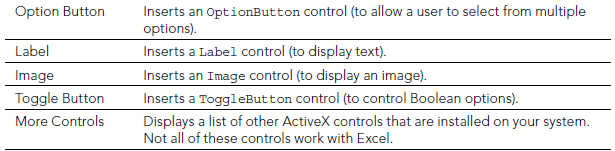 Option Button Inserts an OptionButton control (to allow a user to select from multiple
options).
Label Inserts a Label control (to display text).
Image Inserts an Image control (to display an image).
Toggle Button Inserts a ToggleButton control (to control Boolean options).
More Controls Displays a list of other ActiveX controls that are installed on your system.
Not all of these controls work with Excel.